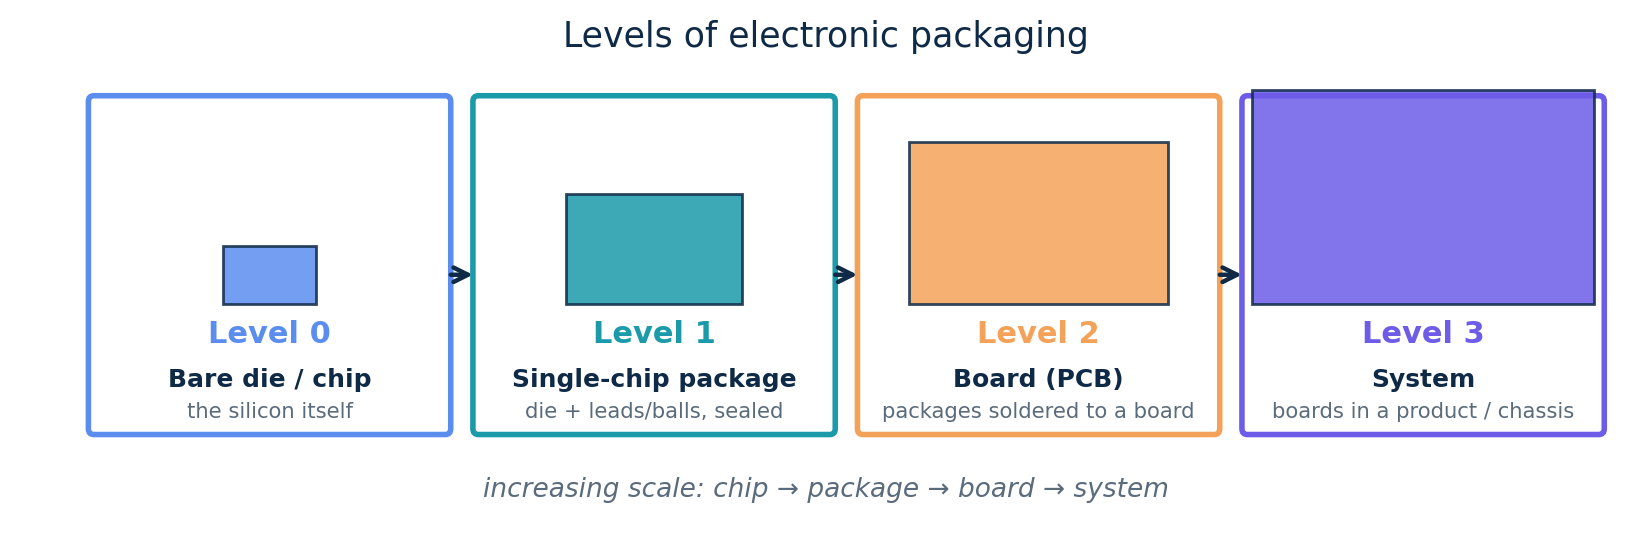 Levels of electronic packaging
Level 0
Bare die / chip
the silicon itself
Level 1
Single-chip package
die + leads/balls, sealed
Level 2
Board (PCB)
packages soldered to a board
Level 3
System
boards in a product / chassis
increasing scale: chip → package → board → system